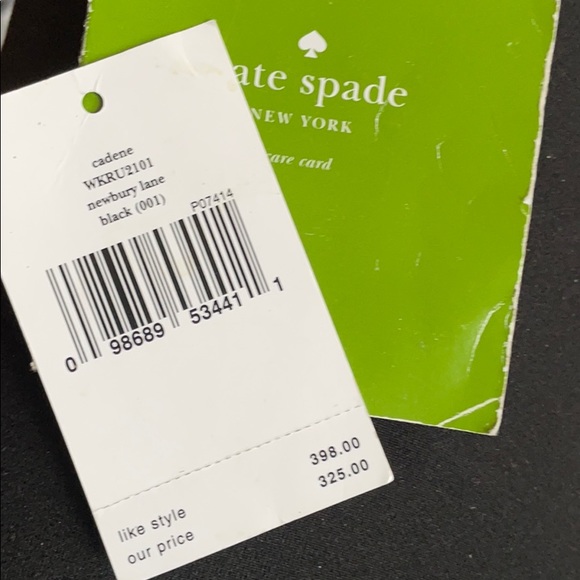 ate spade
NEW YORK
care card
cadene
WKRU2101
newbury lane
black (001)
P07414
0 98689 53441 1
like style 398.00
our price 325.00